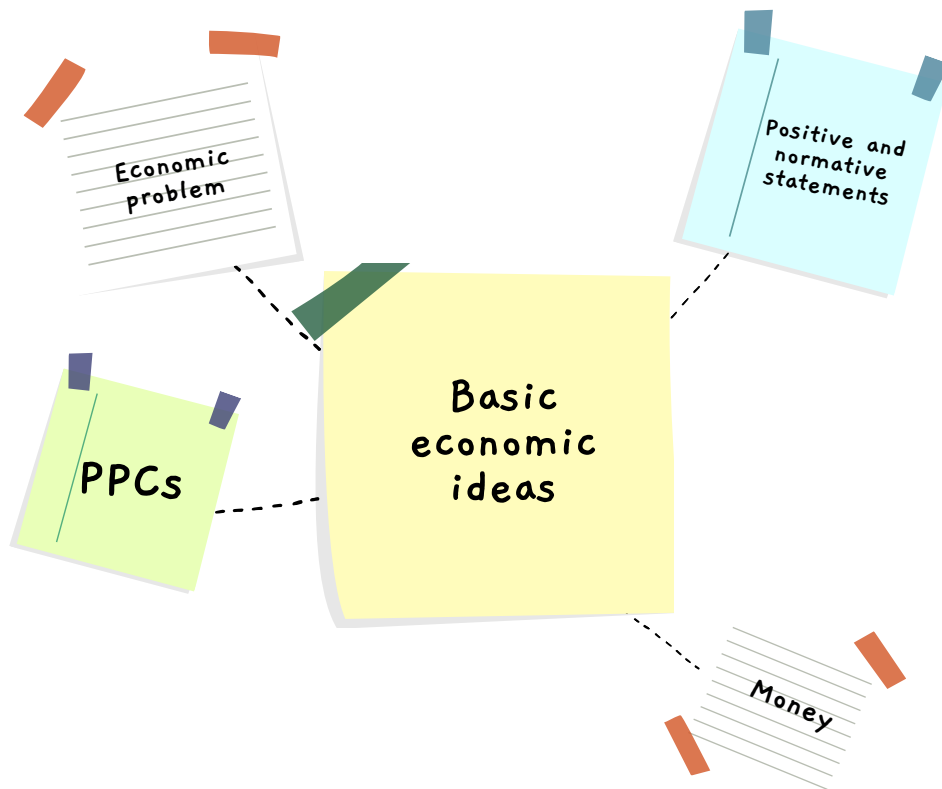 Economic
problem
Positive and
normative
statements
Basic
economic
ideas
PPCs
Money